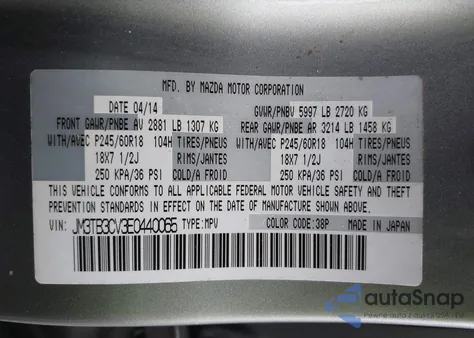 MFD. BY MAZDA MOTOR CORPORATION
DATE 04/14 GVWR/PNBV 5997 LB 2720 KG
FRONT GAWR/PNBE AV 2881 LB 1307 KG REAR GAWR/PNBE AR 3214 LB 1458 KG
WITH/AVEC P245/60R18 104H TIRES/PNEUS WITH/AVEC P245/60R18 104H TIRES/PNEUS
18X7 1/2J RIMS/JANTES 18X7 1/2J RIMS/JANTES
250 KPA/36 PSI COLD/A FROID 250 KPA/36 PSI COLD/A FROID
THIS VEHICLE CONFORMS TO ALL APPLICABLE FEDERAL MOTOR VEHICLE SAFETY AND THEFT
PREVENTION STANDARDS IN EFFECT ON THE DATE OF MANUFACTURE SHOWN ABOVE.
VIN: JM3TB3CV3E0440065 TYPE:MPV COLOR CODE:38P MADE IN JAPAN
autoSnap
Pewne auto z aukcji USA i EU